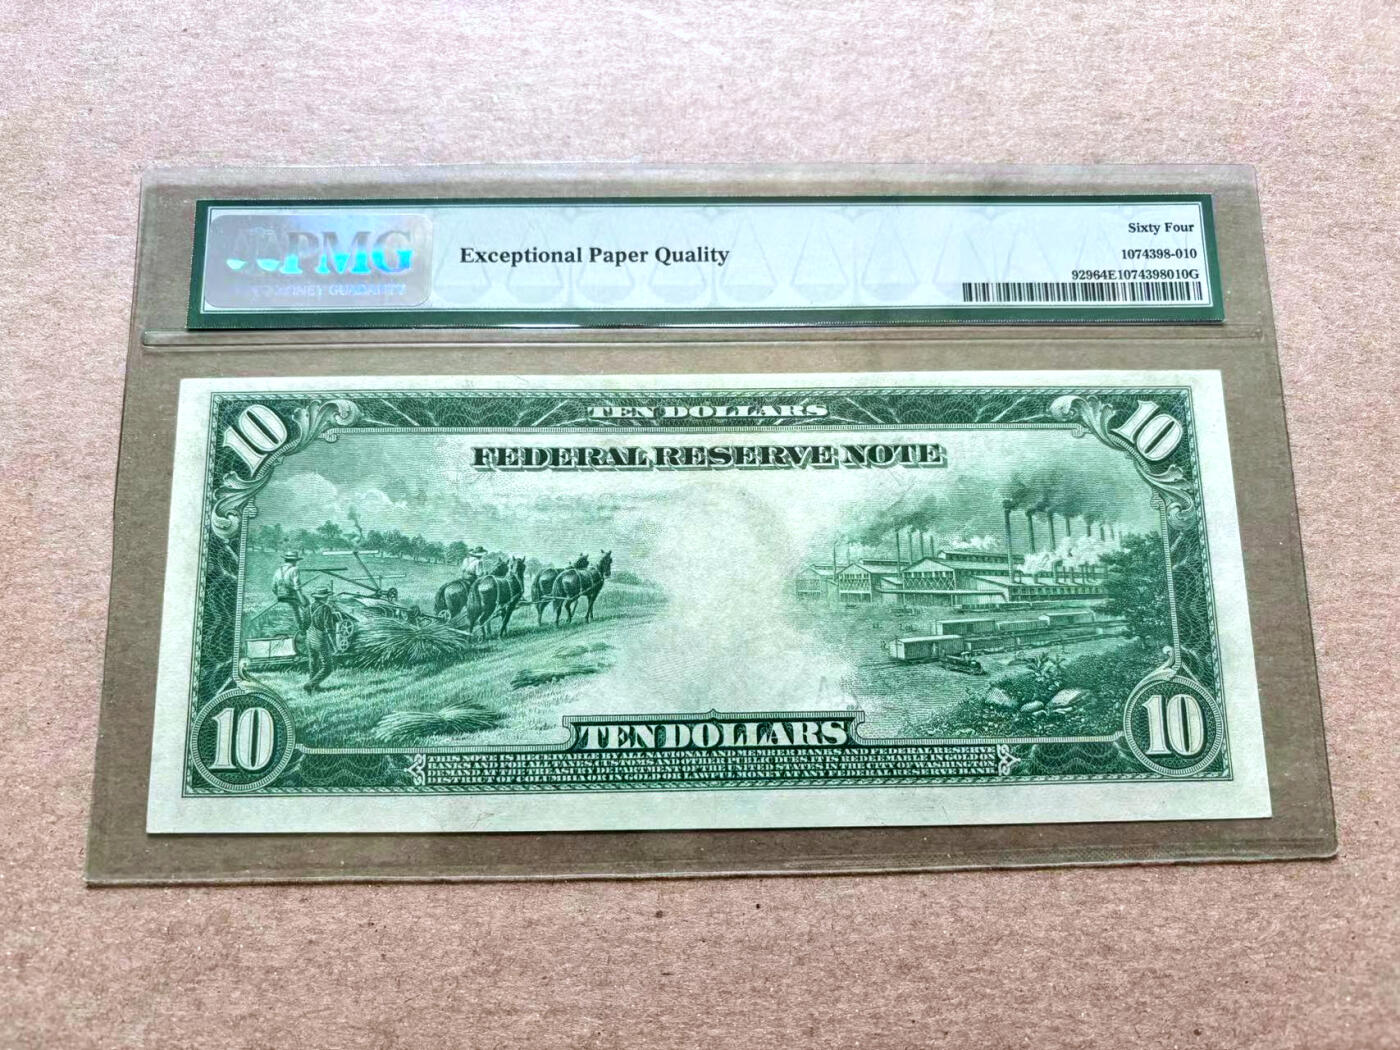 PMG
PAPER MONEY GUARANTY
Exceptional Paper Quality
Sixty Four
1074398-010
92964E1074398010G
10
TEN DOLLARS
10
FEDERAL RESERVE NOTE
10
TEN DOLLARS
10
THIS NOTE IS RECEIVABLE BY ALL NATIONAL AND MEMBER BANKS AND FEDERAL RESERVE
BANKS AND FOR ALL TAXES, CUSTOMS AND OTHER PUBLIC DUES. IT IS REDEEMABLE IN GOLD ON
DEMAND AT THE TREASURY DEPARTMENT OF THE UNITED STATES IN THE CITY OF WASHINGTON,
DISTRICT OF COLUMBIA OR IN GOLD OR LAWFUL MONEY AT ANY FEDERAL RESERVE BANK.